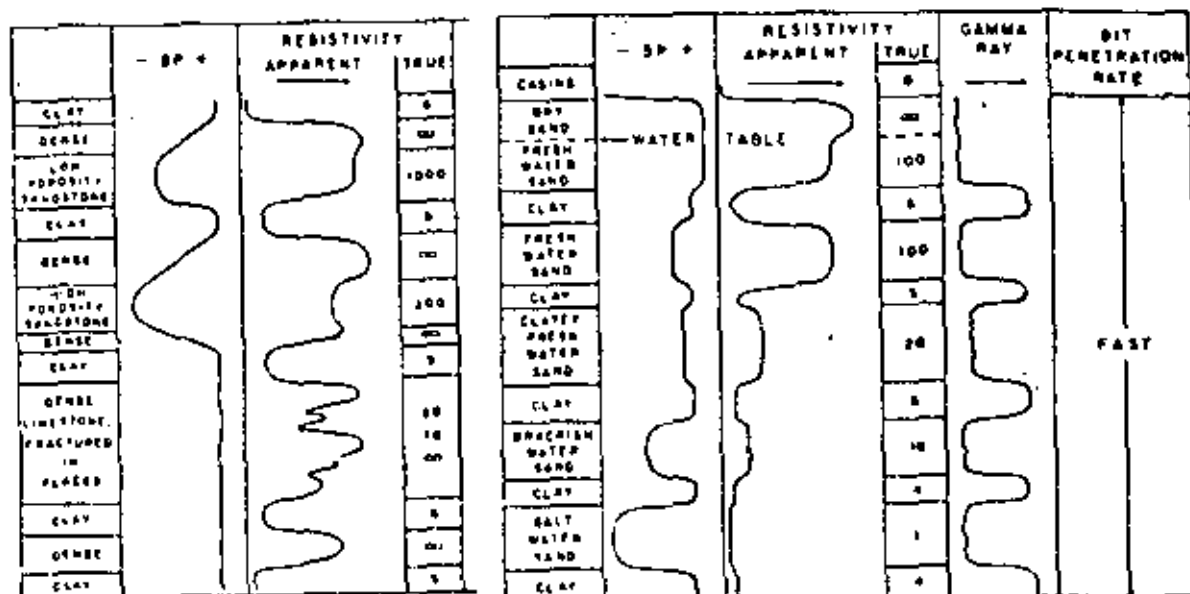 - SP +
RESISTIVITY
APPARENT
TRUE
CLAY
5
DENSE
∞
LOW
POROSITY
SANDSTONE
1000
CLAY
5
DENSE
∞
HIGH
POROSITY
SANDSTONE
200
DENSE
∞
CLAY
5
DENSE
LIMESTONE,
FRACTURED
IN
PLACES
10
∞
CLAY
5
DENSE
∞
CLAY
5
- SP +
RESISTIVITY
APPARENT
TRUE
GAMMA
RAY
BIT
PENETRATION
RATE
CASING
0
DRY
SAND
∞
WATER TABLE
FRESH
WATER
SAND
100
CLAY
5
FRESH
WATER
SAND
100
CLAY
5
CLAYEY
FRESH
WATER
SAND
20
FAST
CLAY
5
BRACKISH
WATER
SAND
10
CLAY
4
SALT
WATER
SAND
1
CLAY
4